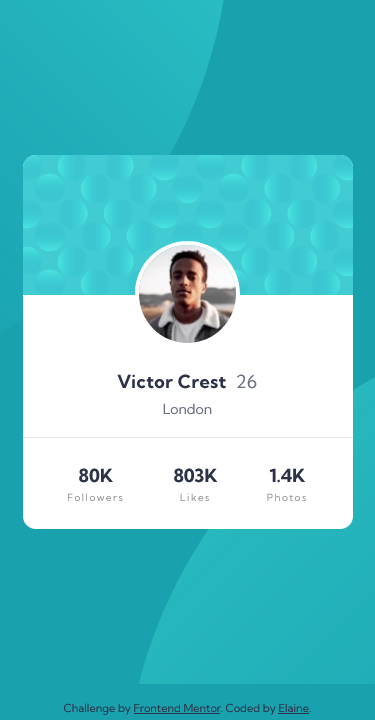 Victor Crest 26
London
80K 803K 1.4K
Followers Likes Photos
Challenge by Frontend Mentor. Coded by Elaine.